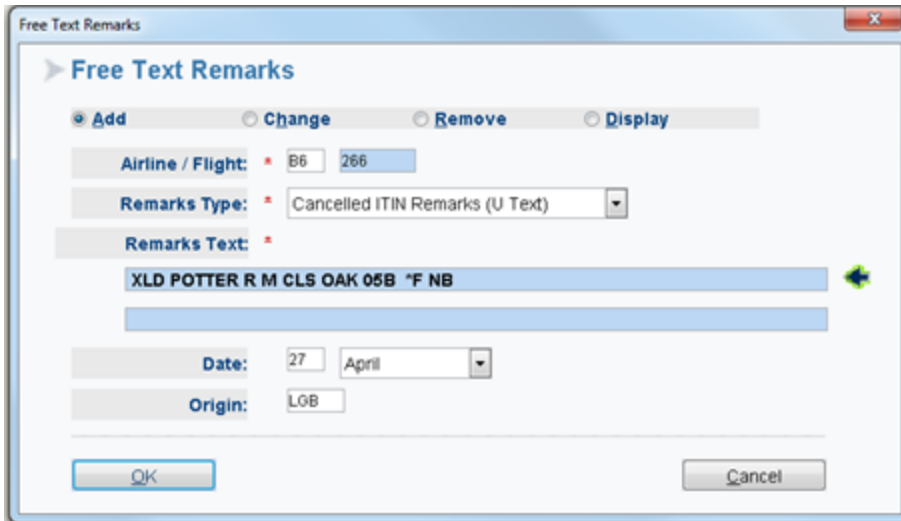 Free Text Remarks
Free Text Remarks
Add Change Remove Display
Airline / Flight: * B6 266
Remarks Type: * Cancelled ITIN Remarks (U Text)
Remarks Text: *
XLD POTTER R M CLS OAK 05B *F NB
Date: 27 April
Origin: LGB
OK Cancel